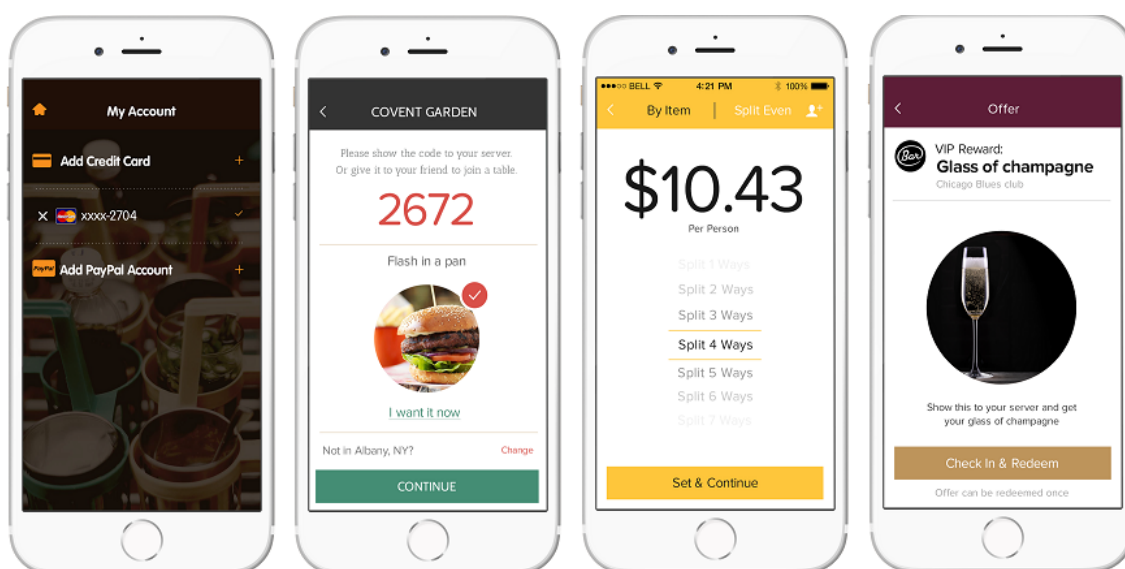 My Account
Add Credit Card +
× MasterCard xxxx-2704
PayPal Add PayPal Account +
COVENT GARDEN
Please show the code to your server.
Or give it to your friend to join a table.
2672
Flash in a pan
I want it now
Not in Albany, NY? Change
CONTINUE
BELL 4:21 PM 100%
By Item | Split Even
$10.43
Per Person
Split 1 Ways
Split 2 Ways
Split 3 Ways
Split 4 Ways
Split 5 Ways
Split 6 Ways
Split 7 Ways
Set & Continue
Offer
Bar
VIP Reward:
Glass of champagne
Chicago Blues club
Show this to your server and get
your glass of champagne
Check In & Redeem
Offer can be redeemed once